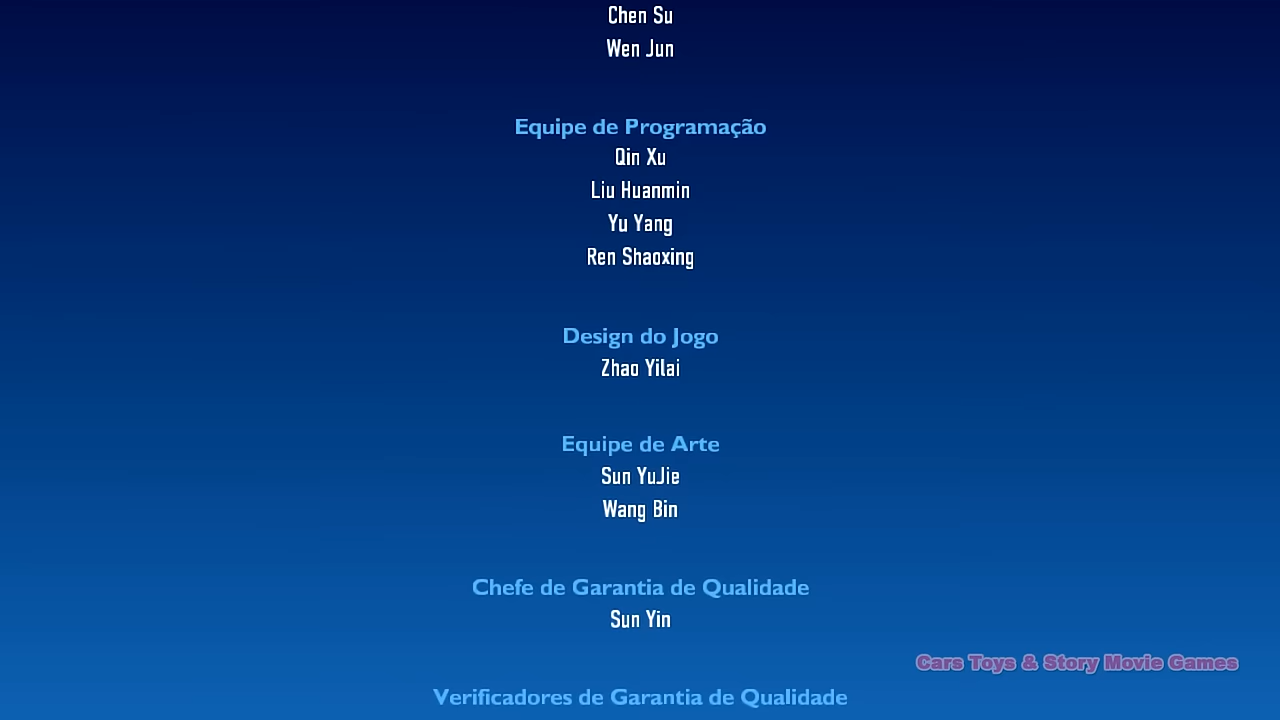 Chen Su
Wen Jun
Equipe de Programação
Qin Xu
Liu Huanmin
Yu Yang
Ren Shaoxing
Design do Jogo
Zhao Yilai
Equipe de Arte
Sun YuJie
Wang Bin
Chefe de Garantia de Qualidade
Sun Yin
Cars Toys & Story Movie Games
Verificadores de Garantia de Qualidade